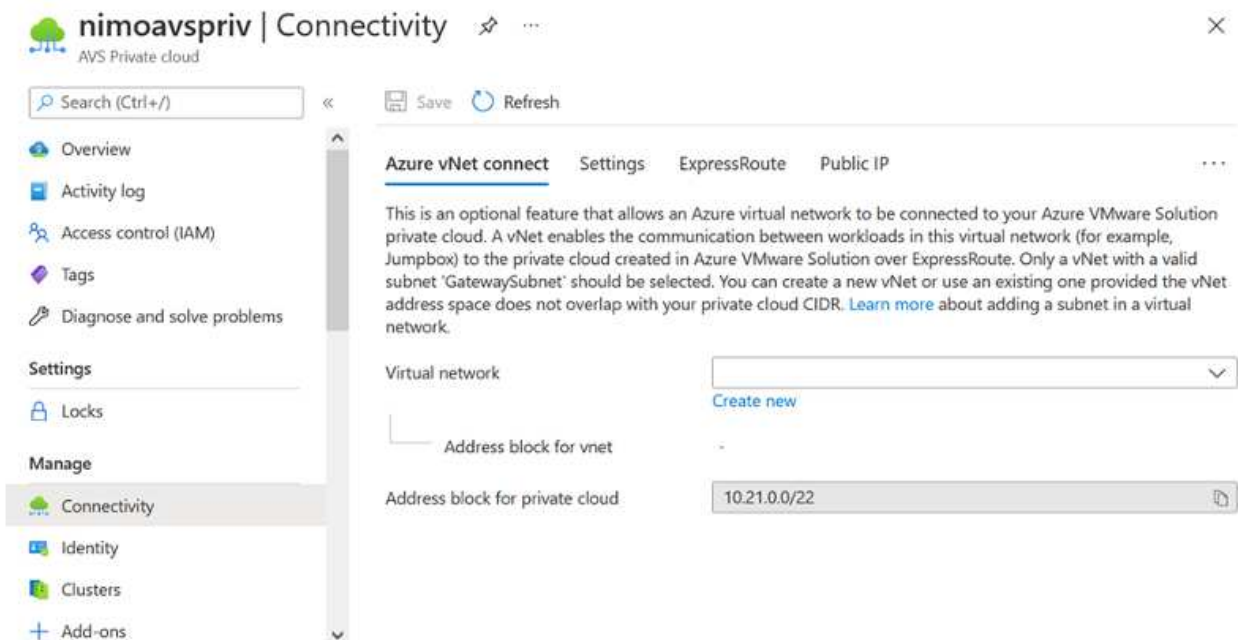 nimoavspriv | Connectivity
AVS Private cloud
Search (Ctrl+/)
Overview
Activity log
Access control (IAM)
Tags
Diagnose and solve problems
Settings
Locks
Manage
Connectivity
Identity
Clusters
Add-ons
Save Refresh
Azure vNet connect Settings ExpressRoute Public IP
This is an optional feature that allows an Azure virtual network to be connected to your Azure VMware Solution
private cloud. A vNet enables the communication between workloads in this virtual network (for example,
Jumpbox) to the private cloud created in Azure VMware Solution over ExpressRoute. Only a vNet with a valid
subnet 'GatewaySubnet' should be selected. You can create a new vNet or use an existing one provided the vNet
address space does not overlap with your private cloud CIDR. Learn more about adding a subnet in a virtual
network.
Virtual network
Create new
Address block for vnet -
Address block for private cloud 10.21.0.0/22